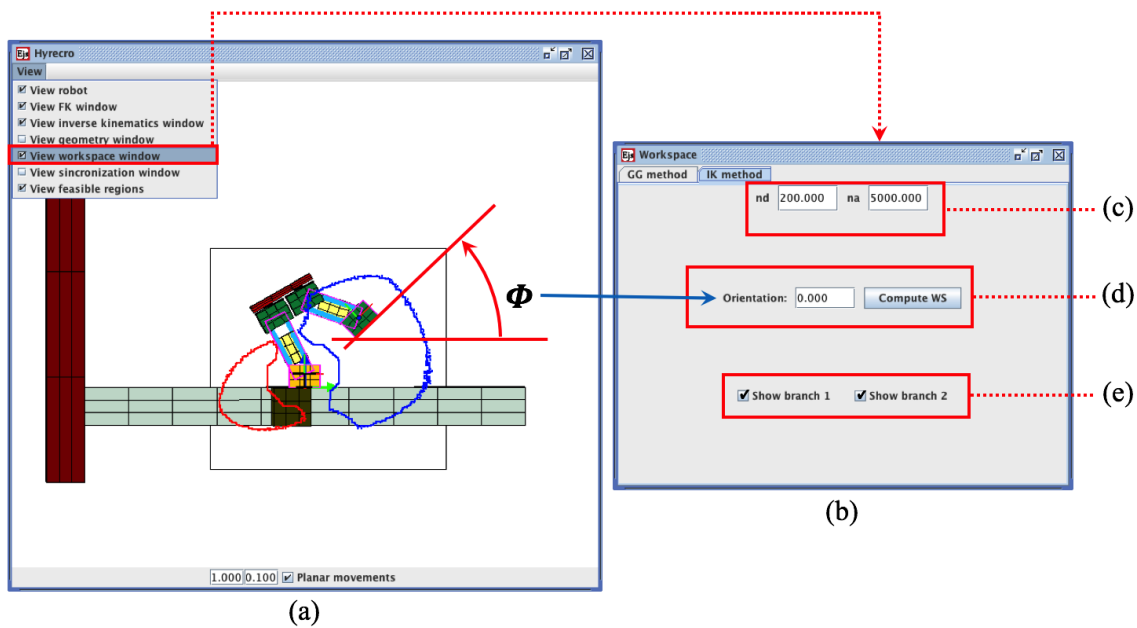 Ejs Hyrecro
View
View robot
View FK window
View inverse kinematics window
View geometry window
View workspace window
View sincronization window
View feasible regions
Φ
1.000 0.100 Planar movements
(a)
Ejs Workspace
GG method IK method
nd 200.000 na 5000.000
(c)
Orientation: 0.000 Compute WS
(d)
Show branch 1 Show branch 2
(e)
(b)